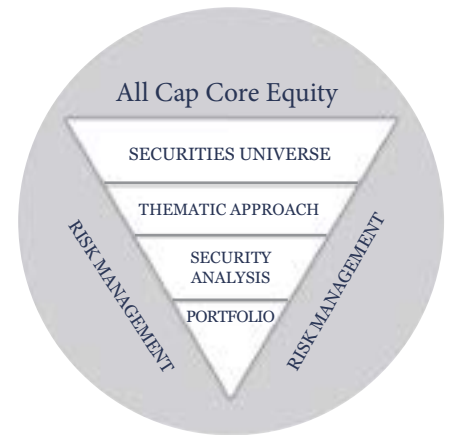 All Cap Core Equity
SECURITIES UNIVERSE
THEMATIC APPROACH
SECURITY
ANALYSIS
PORTFOLIO
RISK MANAGEMENT
RISK MANAGEMENT